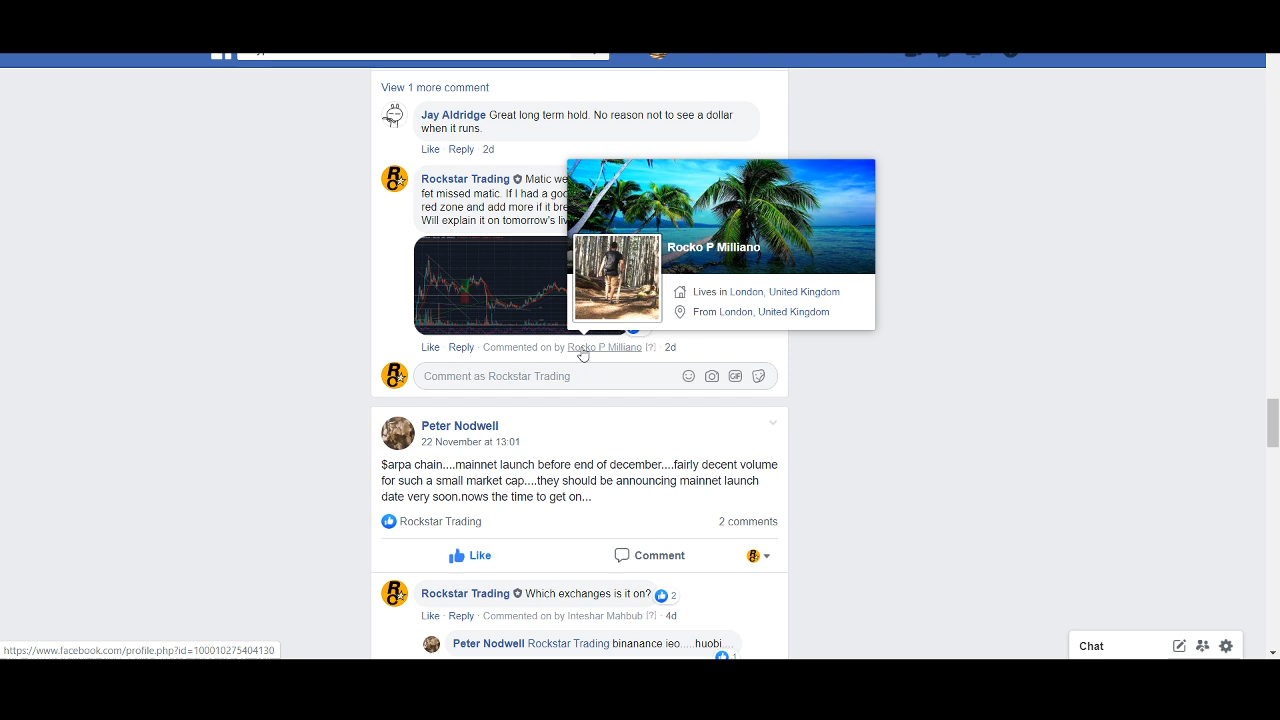 View 1 more comment
Jay Aldridge Great long term hold. No reason not to see a dollar
when it runs.
Like · Reply · 2d
Rockstar Trading Matic we
fet missed matic. If I had a goo
red zone and add more if it bre
Will explain it on tomorrow's liv
Rocko P Milliano
Lives in London, United Kingdom
From London, United Kingdom
Like · Reply · Commented on by Rocko P Milliano [?] · 2d
Comment as Rockstar Trading
GIF
Peter Nodwell
22 November at 13:01
$arpa chain....mainnet launch before end of december....fairly decent volume
for such a small market cap....they should be announcing mainnet launch
date very soon.nows the time to get on...
Rockstar Trading
2 comments
Like
Comment
Rockstar Trading Which exchanges is it on?
2
Like · Reply · Commented on by Inteshar Mahbub [?] · 4d
Peter Nodwell Rockstar Trading binanance ieo.....huobi....
1
https://www.facebook.com/profile.php?id=100010275404130
Chat